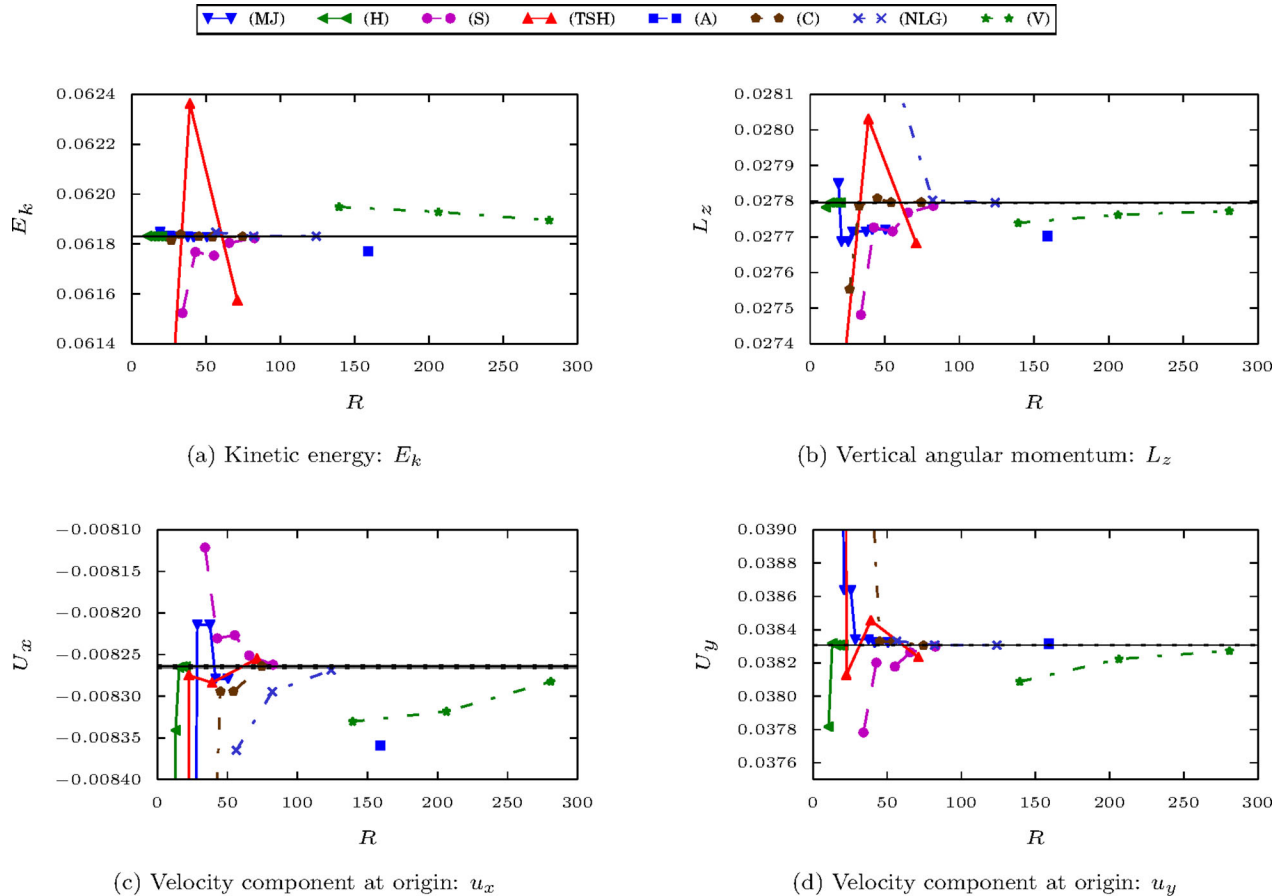 (MJ) (H) (S) (TSH) (A) (C) (NLG) (V)
0.0624
0.0622
0.0620
0.0618
0.0616
0.0614
E_k
0 50 100 150 200 250 300
R
(a) Kinetic energy: E_k
0.0281
0.0280
0.0279
0.0278
0.0277
0.0276
0.0275
0.0274
L_z
0 50 100 150 200 250 300
R
(b) Vertical angular momentum: L_z
−0.00810
−0.00815
−0.00820
−0.00825
−0.00830
−0.00835
−0.00840
U_x
0 50 100 150 200 250 300
R
(c) Velocity component at origin: u_x
0.0390
0.0388
0.0386
0.0384
0.0382
0.0380
0.0378
0.0376
U_y
0 50 100 150 200 250 300
R
(d) Velocity component at origin: u_y